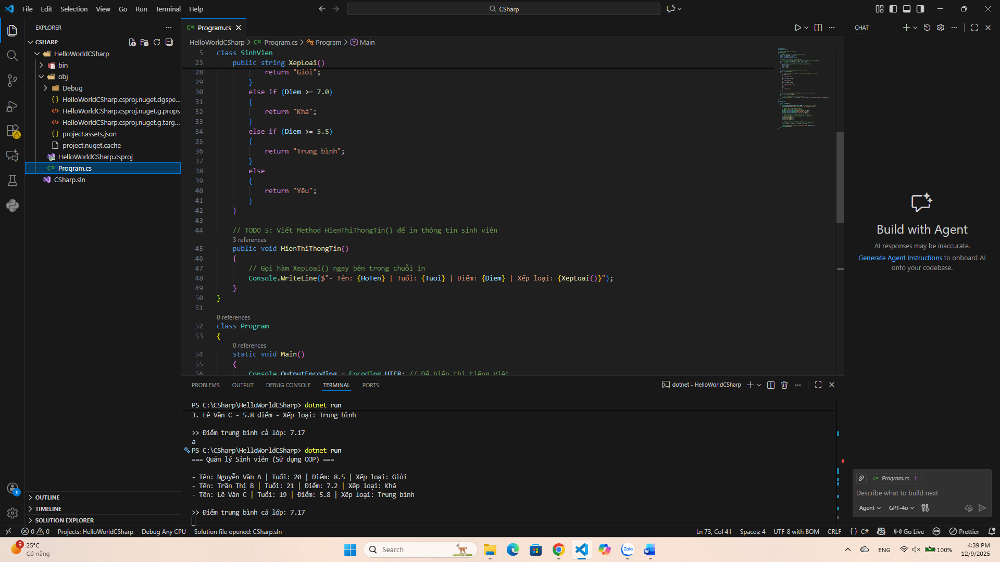 File Edit Selection View Go Run Terminal Help
CSharp
EXPLORER
CSHARP
HelloWorldCSharp
bin
obj
Debug
HelloWorldCSharp.csproj.nuget.dgspe...
HelloWorldCSharp.csproj.nuget.g.props
HelloWorldCSharp.csproj.nuget.g.targ...
project.assets.json
project.nuget.cache
HelloWorldCSharp.csproj
Program.cs
CSharp.sln
OUTLINE
TIMELINE
SOLUTION EXPLORER
Program.cs
HelloWorldCSharp > Program.cs > Program > Main
5 class SinhVien
23 public string XepLoai()
28 return "Giỏi";
29 }
30 else if (Diem >= 7.0)
31 {
32 return "Khá";
33 }
34 else if (Diem >= 5.5)
35 {
36 return "Trung bình";
37 }
38 else
39 {
40 return "Yếu";
41 }
42 }
43
44 // TODO 5: Viết Method HienThiThongTin() để in thông tin sinh viên
3 references
45 public void HienThiThongTin()
46 {
47 // Gọi hàm XepLoai() ngay bên trong chuỗi in
48 Console.WriteLine($"- Tên: {HoTen} | Tuổi: {Tuoi} | Điểm: {Diem} | Xếp loại: {XepLoai()}");
49 }
50 }
51
0 references
52 class Program
53 {
0 references
54 static void Main()
55 {
56 Console.OutputEncoding = Encoding.UTF8; // Để hiển thị tiếng Việt
PROBLEMS OUTPUT DEBUG CONSOLE TERMINAL PORTS
dotnet - HelloWorldCSharp
PS C:\CSharp\HelloWorldCSharp> dotnet run
3. Lê Văn C - 5.8 điểm - Xếp loại: Trung bình
>> Điểm trung bình cả lớp: 7.17
a
PS C:\CSharp\HelloWorldCSharp> dotnet run
=== Quản lý Sinh viên (Sử dụng OOP) ===
- Tên: Nguyễn Văn A | Tuổi: 20 | Điểm: 8.5 | Xếp loại: Giỏi
- Tên: Trần Thị B | Tuổi: 21 | Điểm: 7.2 | Xếp loại: Khá
- Tên: Lê Văn C | Tuổi: 19 | Điểm: 5.8 | Xếp loại: Trung bình
>> Điểm trung bình cả lớp: 7.17
CHAT
Build with Agent
AI responses may be inaccurate.
Generate Agent Instructions to onboard AI
onto your codebase.
Program.cs
Describe what to build next
Agent GPT-4o
1
0 0 Projects: HelloWorldCSharp Debug Any CPU Solution file opened: CSharp.sln
Ln 73, Col 41 Spaces: 4 UTF-8 with BOM CRLF { } C# Go Live Prettier
9
25°C
Có nắng
Search
Zalo
ENG
100%
4:39 PM
12/9/2025